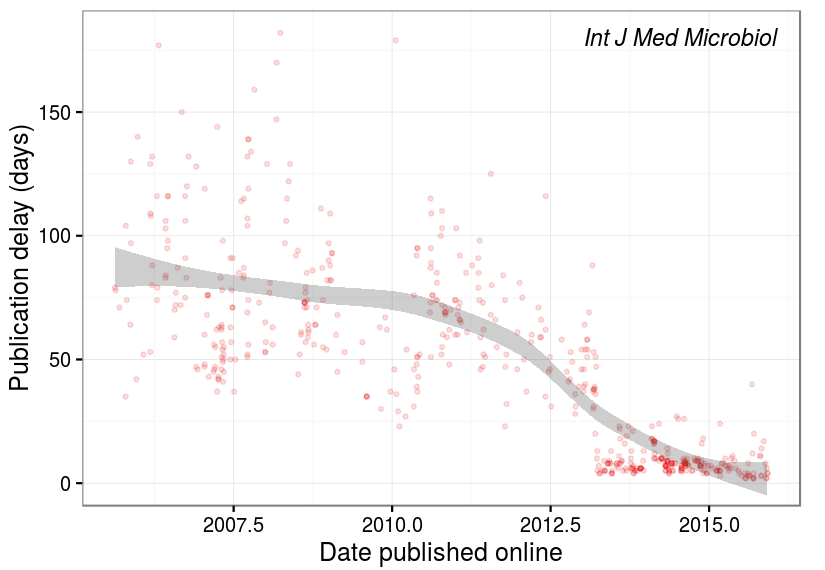 Int J Med Microbiol
Publication delay (days)
150
100
50
0
2007.5 2010.0 2012.5 2015.0
Date published online